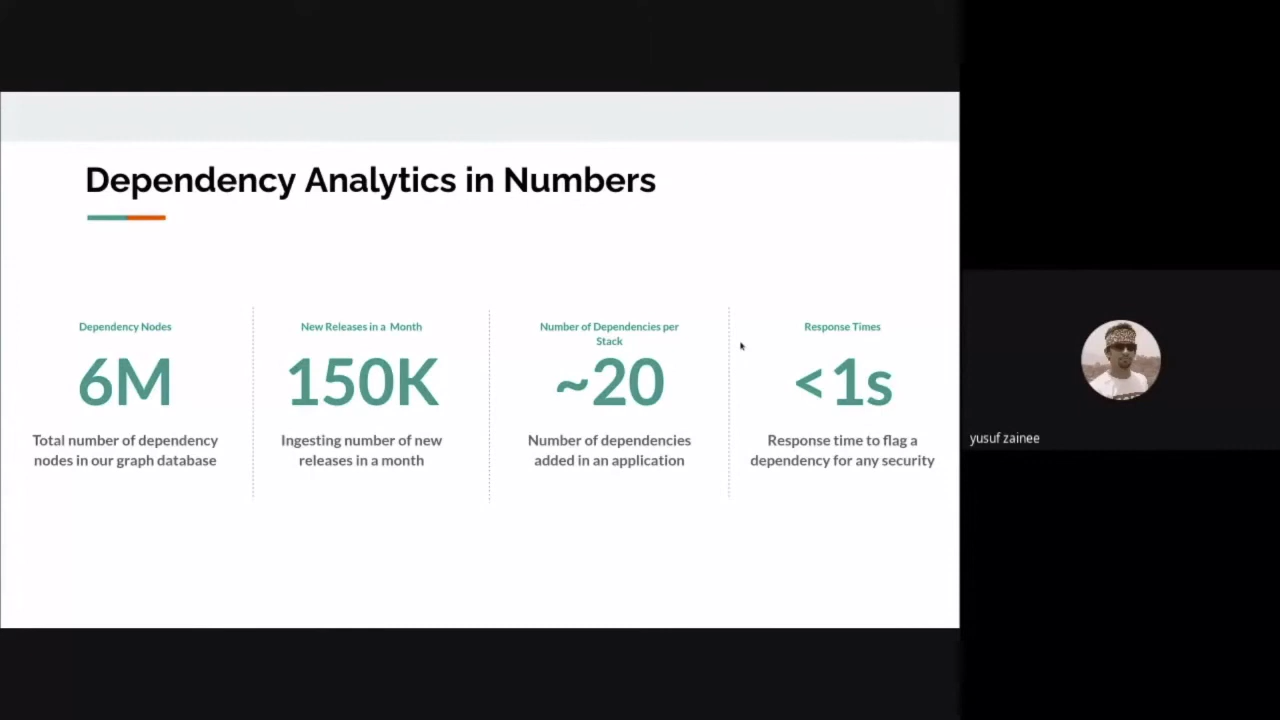 Dependency Analytics in Numbers
Dependency Nodes
6M
Total number of dependency
nodes in our graph database
New Releases in a Month
150K
Ingesting number of new
releases in a month
Number of Dependencies per
Stack
~20
Number of dependencies
added in an application
Response Times
<1s
Response time to flag a
dependency for any security
yusuf zainee